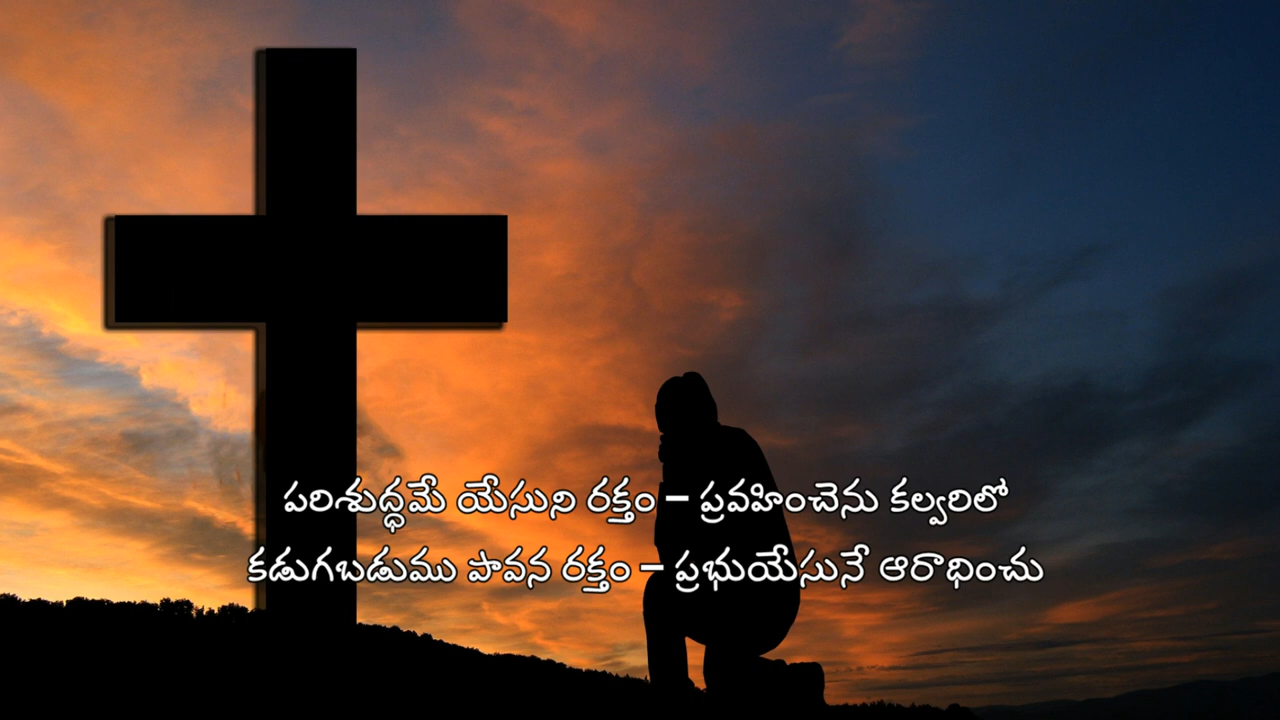 పరిశుద్ధమే యేసుని రక్తం – ప్రవహించెను కల్వరిలో
కడుగబడుము పావన రక్తం – ప్రభుయేసునే ఆరాధించు